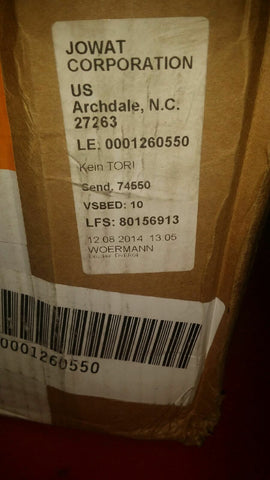 JOWAT
CORPORATION
US
Archdale, N.C.
27263
LE. 0001260550
Kein TOR!
Send. 74550
VSBED: 10
LFS: 80156913
12.08.2014 13:05
WOERMANN
0001260550